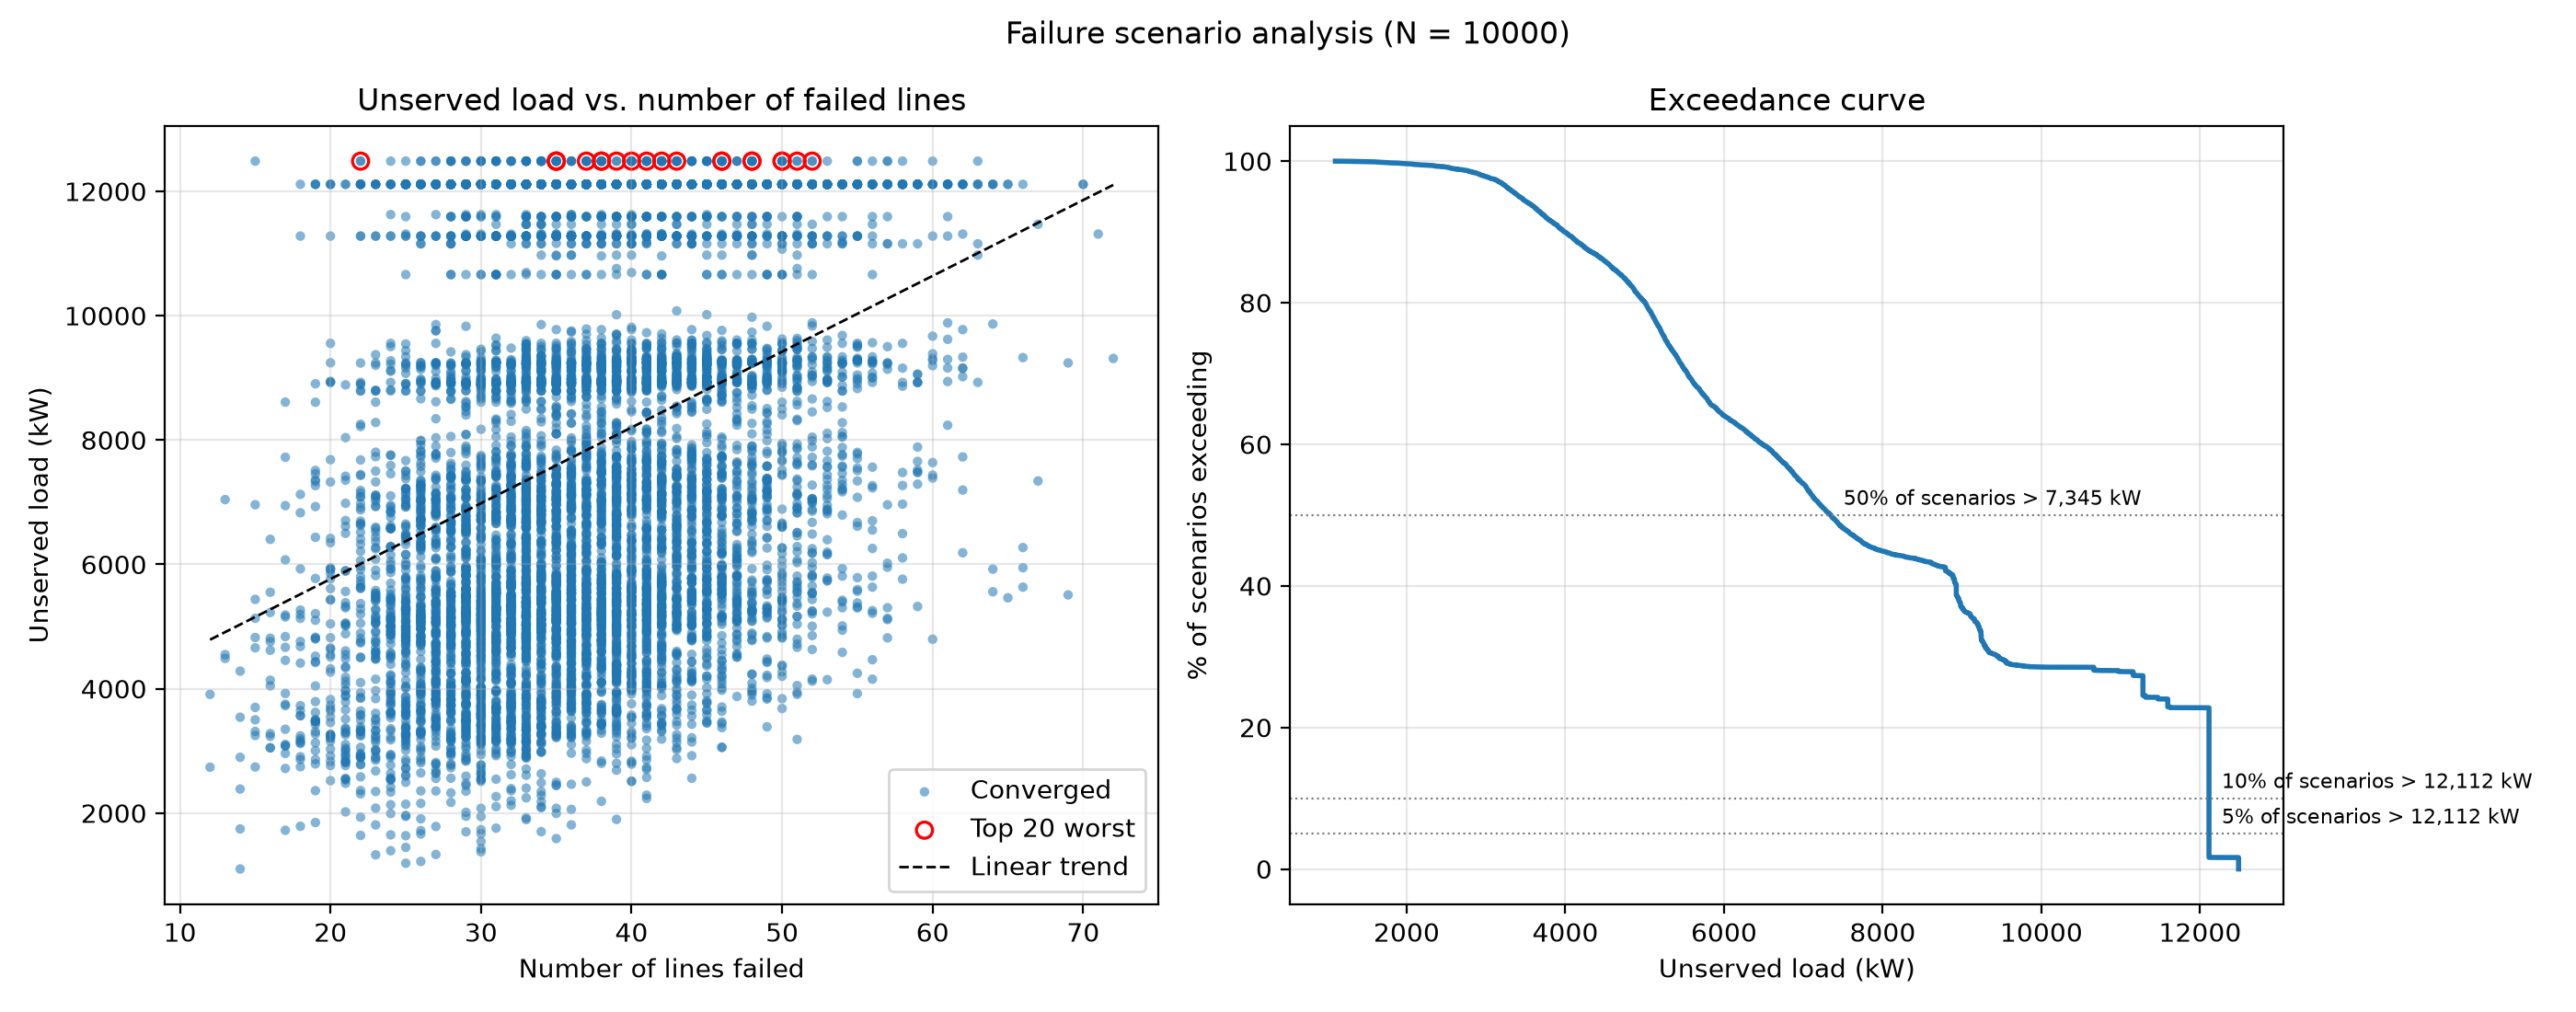 Failure scenario analysis (N = 10000)
Unserved load vs. number of failed lines
Unserved load (kW)
12000
10000
8000
6000
4000
2000
Converged
Top 20 worst
Linear trend
10 20 30 40 50 60 70
Number of lines failed
Exceedance curve
% of scenarios exceeding
100
80
60
40
20
0
50% of scenarios > 7,345 kW
10% of scenarios > 12,112 kW
5% of scenarios > 12,112 kW
2000 4000 6000 8000 10000 12000
Unserved load (kW)